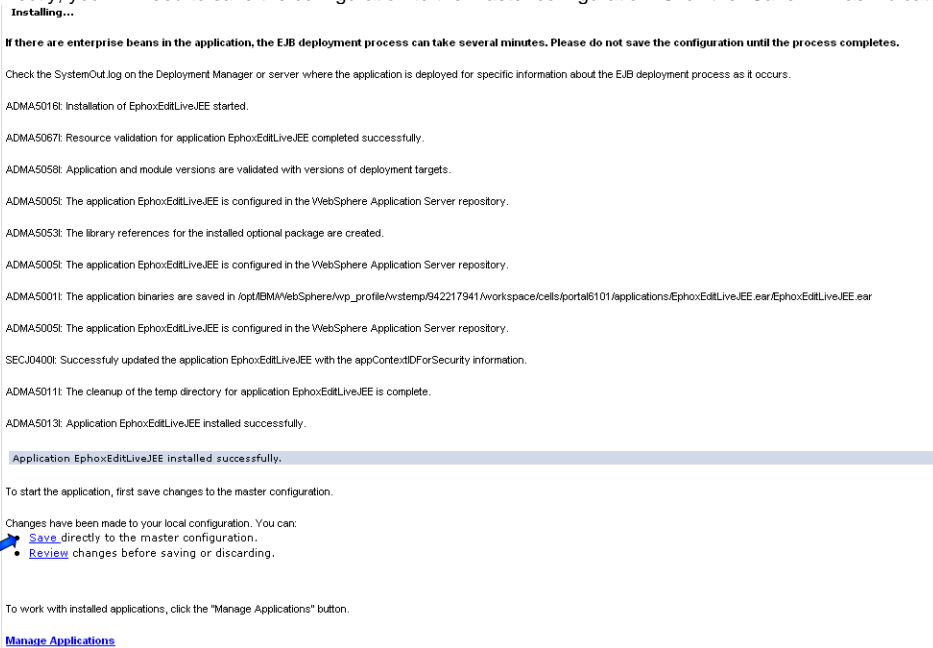 Installing...
If there are enterprise beans in the application, the EJB deployment process can take several minutes. Please do not save the configuration until the process completes.
Check the SystemOut.log on the Deployment Manager or server where the application is deployed for specific information about the EJB deployment process as it occurs.
ADMA5016I: Installation of EphoxEditLiveJEE started.
ADMA5067I: Resource validation for application EphoxEditLiveJEE completed successfully.
ADMA5058I: Application and module versions are validated with versions of deployment targets.
ADMA5005I: The application EphoxEditLiveJEE is configured in the WebSphere Application Server repository.
ADMA5053I: The library references for the installed optional package are created.
ADMA5005I: The application EphoxEditLiveJEE is configured in the WebSphere Application Server repository.
ADMA5001I: The application binaries are saved in /opt/IBM/WebSphere/wp_profile/wstemp/942217941/workspace/cells/portal6101/applications/EphoxEditLiveJEE.ear/EphoxEditLiveJEE.ear
ADMA5005I: The application EphoxEditLiveJEE is configured in the WebSphere Application Server repository.
SECJ0400I: Successfuly updated the application EphoxEditLiveJEE with the appContextIDForSecurity information.
ADMA5011I: The cleanup of the temp directory for application EphoxEditLiveJEE is complete.
ADMA5013I: Application EphoxEditLiveJEE installed successfully.
Application EphoxEditLiveJEE installed successfully.
To start the application, first save changes to the master configuration.
Changes have been made to your local configuration. You can:
• Save directly to the master configuration.
• Review changes before saving or discarding.
To work with installed applications, click the "Manage Applications" button.
Manage Applications